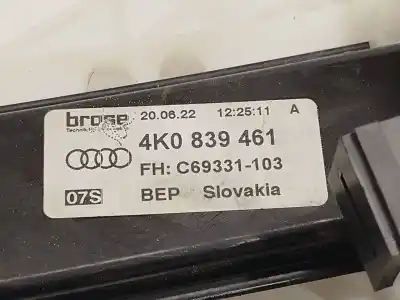 brose 20.06.22 12:25:11 A
4K0 839 461
FH: C69331-103
07S BEP Slovakia